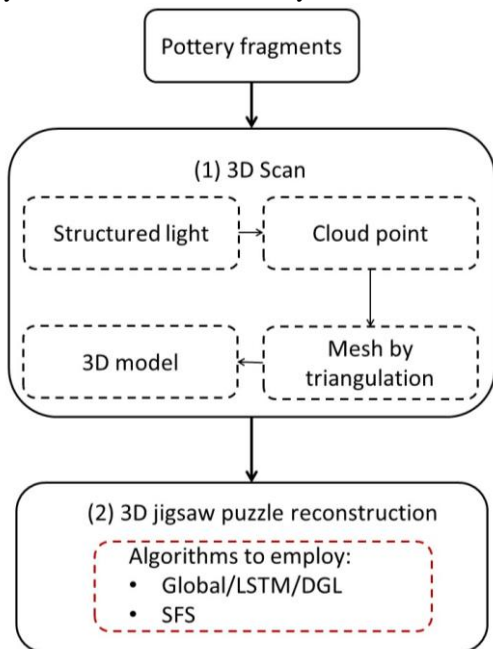 Pottery fragments
(1) 3D Scan
Structured light
Cloud point
3D model
Mesh by
triangulation
(2) 3D jigsaw puzzle reconstruction
Algorithms to employ:
• Global/LSTM/DGL
• SFS